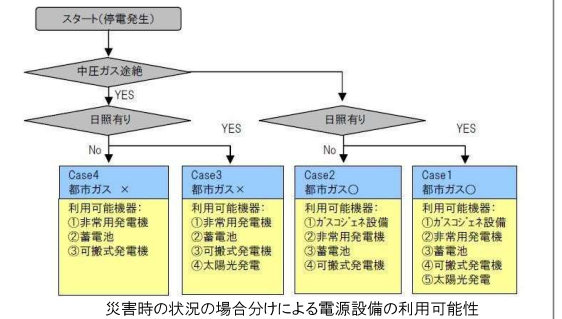 スタート(停電発生)
中圧ガス途絶
YES
日照有り
日照有り
YES
YES
No
No
Case4
都市ガス ×
利用可能機器:
①非常用発電機
②蓄電池
③可搬式発電機
Case3
都市ガス×
利用可能機器:
①非常用発電機
②蓄電池
③可搬式発電機
④太陽光発電
Case2
都市ガス〇
利用可能機器:
①ガスコジェネ設備
②非常用発電機
③蓄電池
④可搬式発電機
Case1
都市ガス〇
利用可能機器:
①ガスコジェネ設備
②非常用発電機
③蓄電池
④可搬式発電機
⑤太陽光発電
災害時の状況の場合分けによる電源設備の利用可能性